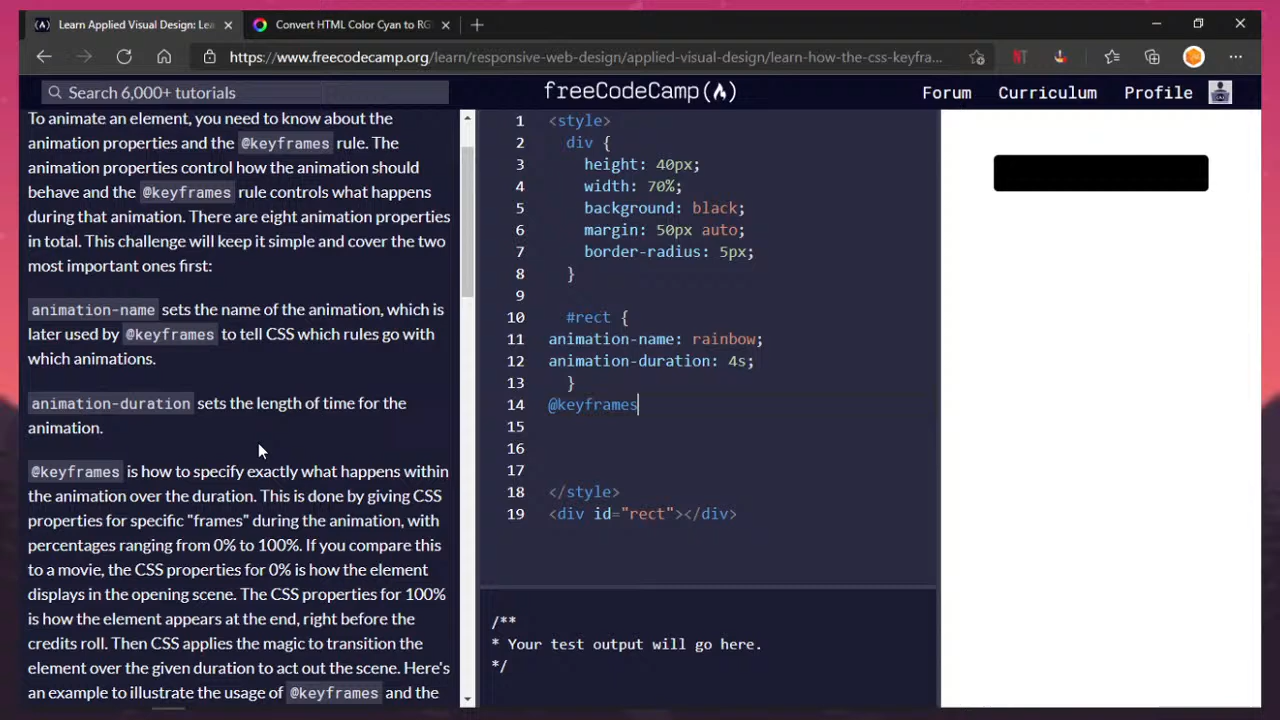 Learn Applied Visual Design: Lea
Convert HTML Color Cyan to RG
https://www.freecodecamp.org/learn/responsive-web-design/applied-visual-design/learn-how-the-css-keyfra...
Search 6,000+ tutorials
freeCodeCamp(🔥)
Forum
Curriculum
Profile
To animate an element, you need to know about the
animation properties and the @keyframes rule. The
animation properties control how the animation should
behave and the @keyframes rule controls what happens
during that animation. There are eight animation properties
in total. This challenge will keep it simple and cover the two
most important ones first:
animation-name sets the name of the animation, which is
later used by @keyframes to tell CSS which rules go with
which animations.
animation-duration sets the length of time for the
animation.
@keyframes is how to specify exactly what happens within
the animation over the duration. This is done by giving CSS
properties for specific "frames" during the animation, with
percentages ranging from 0% to 100%. If you compare this
to a movie, the CSS properties for 0% is how the element
displays in the opening scene. The CSS properties for 100%
is how the element appears at the end, right before the
credits roll. Then CSS applies the magic to transition the
element over the given duration to act out the scene. Here's
an example to illustrate the usage of @keyframes and the
1 <style>
2 div {
3 height: 40px;
4 width: 70%;
5 background: black;
6 margin: 50px auto;
7 border-radius: 5px;
8 }
9
10 #rect {
11 animation-name: rainbow;
12 animation-duration: 4s;
13 }
14 @keyframes
15
16
17
18 </style>
19 <div id="rect"></div>
/**
* Your test output will go here.
*/